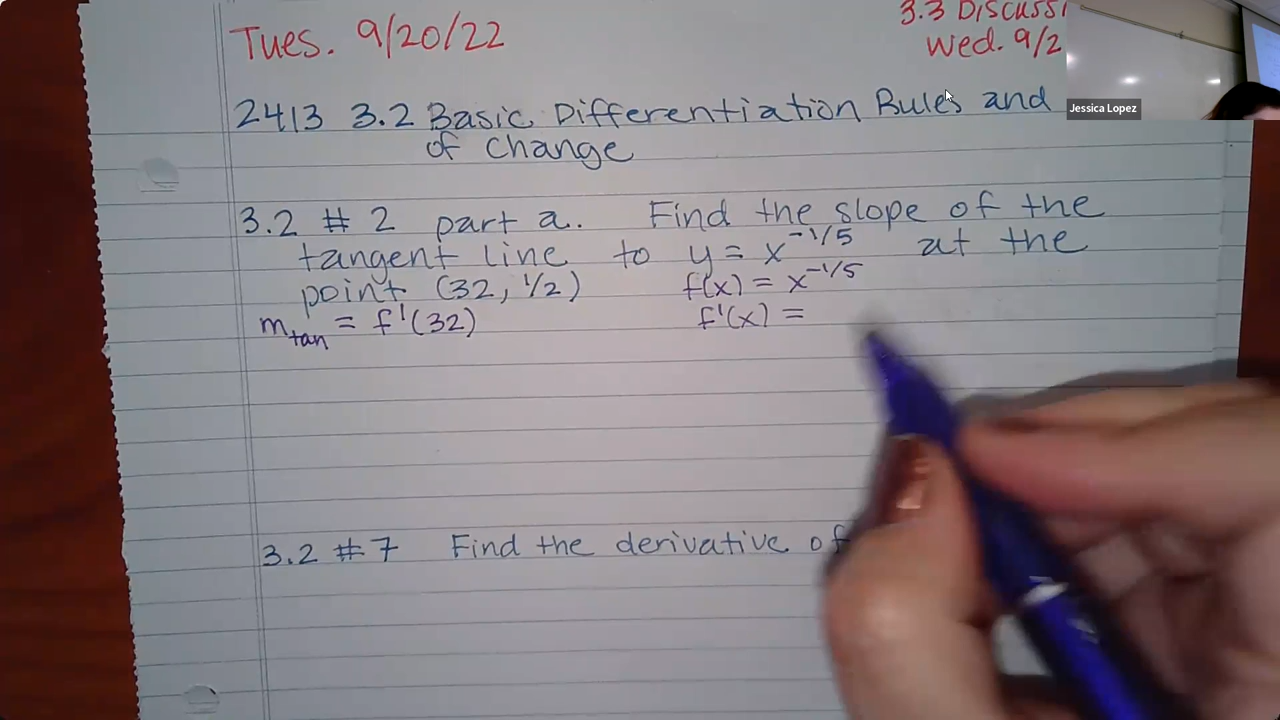 Tues. 9/20/22
3.3
Wed. 9/2
2413 3.2 Basic Differentiation Rules and
of Change
Jessica Lopez
3.2 # 2 part a. Find the slope of the
tangent line to y = x^-1/5 at the
point (32, 1/2) f(x) = x^-1/5
m_tan = f'(32) f'(x) =
3.2 #7 Find the derivative of